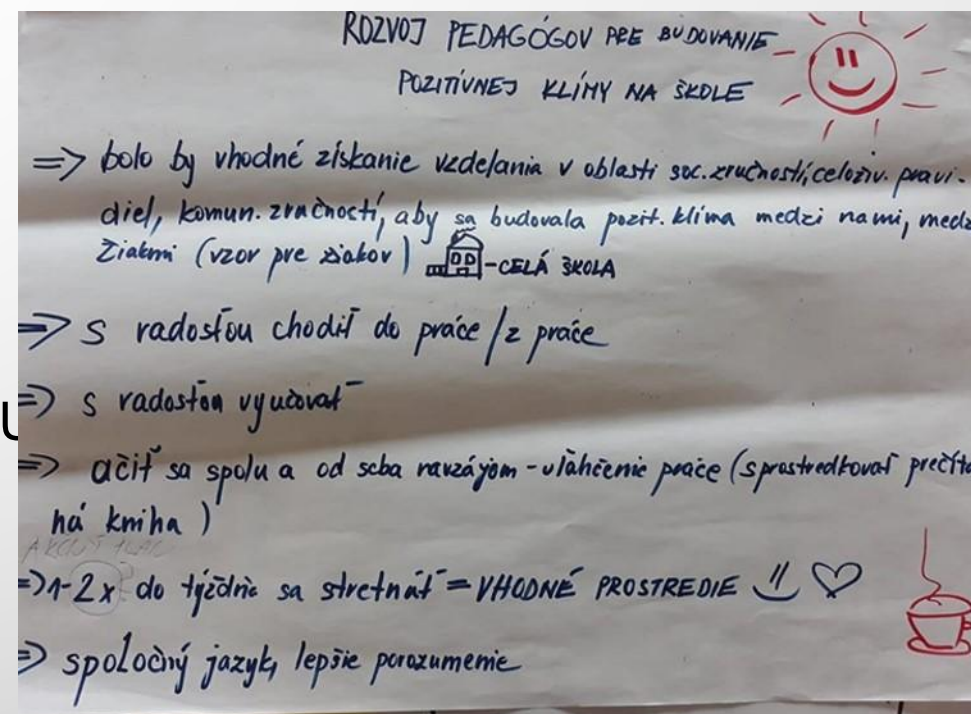 ROZVOJ PEDAGÓGOV PRE BUDOVANIE
POZITÍVNEJ KLÍMY NA ŠKOLE
=> bolo by vhodné získanie vzdelania v oblasti soc. zručností, celoživ. pravi-
diel, komun. zručností, aby sa budovala pozit. klíma medzi nami, medzi
žiakmi (vzor pre žiakov) - CELÁ ŠKOLA
=> s radosťou chodiť do práce / z práce
=> s radosťou vyučovať
=> učiť sa spolu a od seba navzájom - uľahčenie práce (sprostredkovať prečíta
ná kniha)
=> 1-2x do týždňa sa stretnúť = VHODNÉ PROSTREDIE
=> spoločný jazyk, lepšie porozumenie